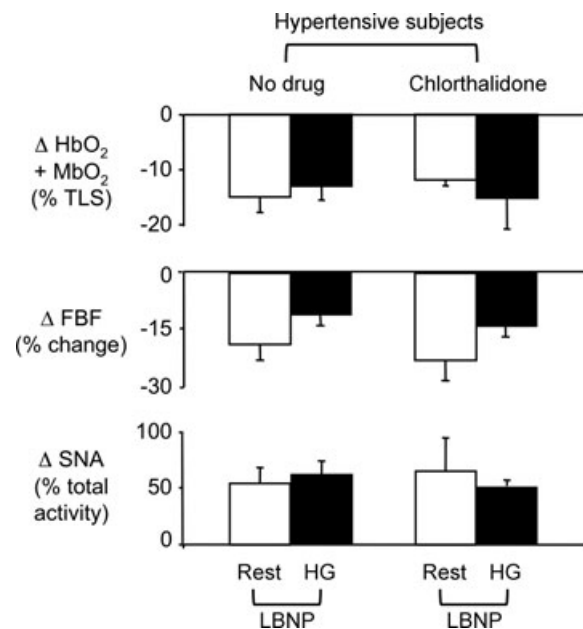 Hypertensive subjects
No drug
Chlorthalidone
Δ HbO₂
+ MbO₂
(% TLS)
0
-10
-20
Δ FBF
(% change)
0
-15
-30
Δ SNA
(% total
activity)
100
50
0
Rest HG
Rest HG
LBNP
LBNP